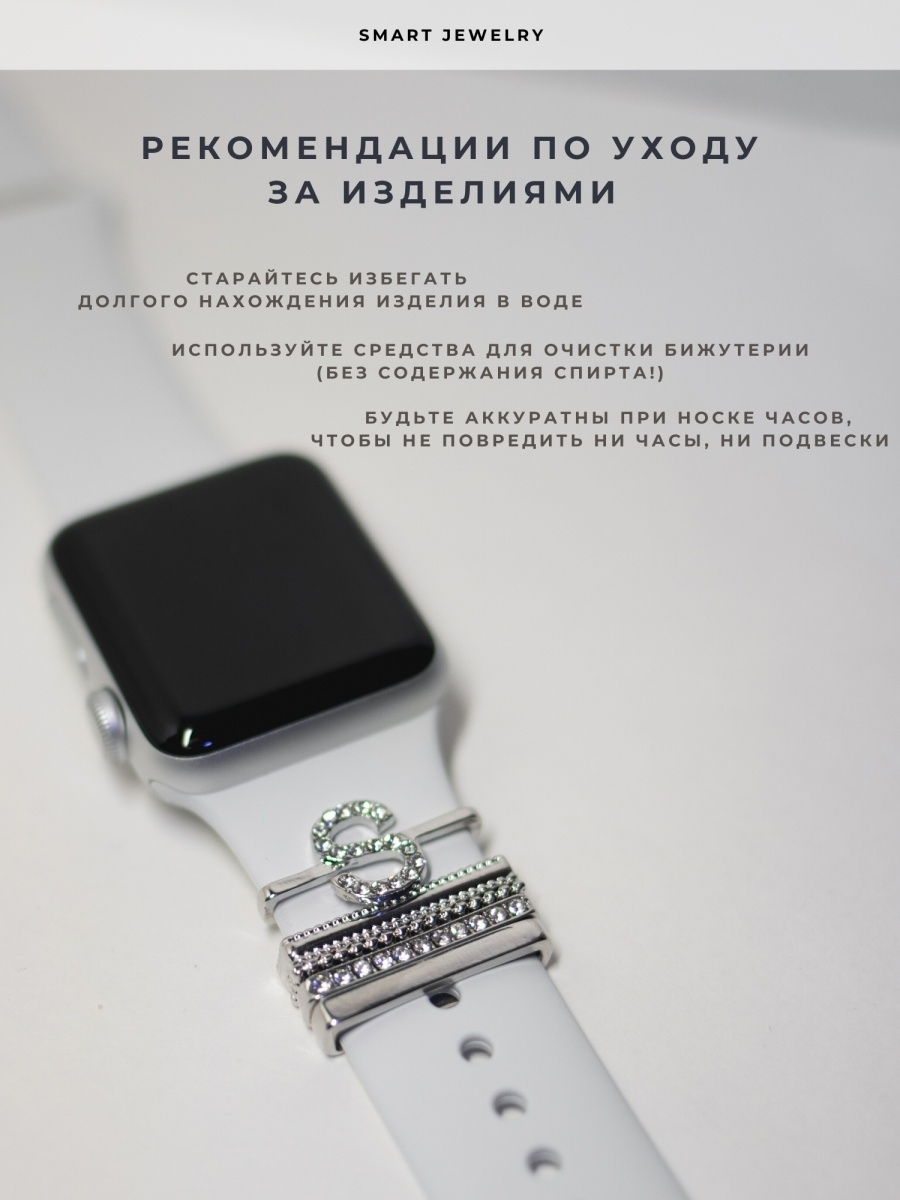 SMART JEWELRY
РЕКОМЕНДАЦИИ ПО УХОДУ
ЗА ИЗДЕЛИЯМИ
СТАРАЙТЕСЬ ИЗБЕГАТЬ
ДОЛГОГО НАХОЖДЕНИЯ ИЗДЕЛИЯ В ВОДЕ
ИСПОЛЬЗУЙТЕ СРЕДСТВА ДЛЯ ОЧИСТКИ БИЖУТЕРИИ
(БЕЗ СОДЕРЖАНИЯ СПИРТА!)
БУДЬТЕ АККУРАТНЫ ПРИ НОСКЕ ЧАСОВ,
ЧТОБЫ НЕ ПОВРЕДИТЬ НИ ЧАСЫ, НИ ПОДВЕСКИ